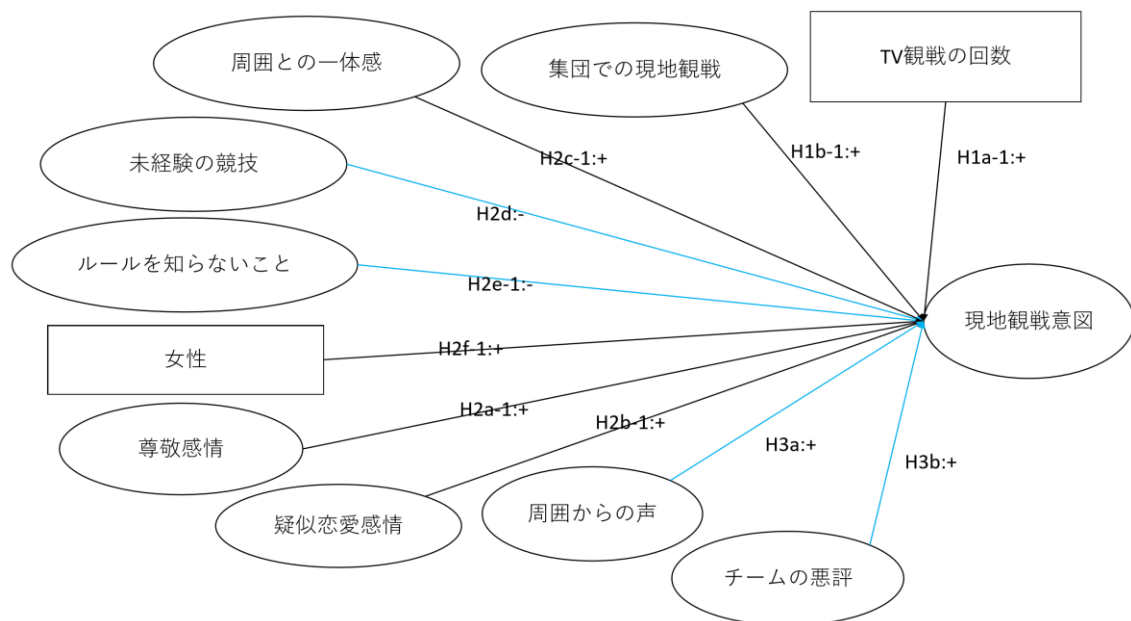 周囲との一体感
集団での現地観戦
TV観戦の回数
H2c-1:+
H1b-1:+
H1a-1:+
未経験の競技
H2d:-
ルールを知らないこと
H2e-1:-
現地観戦意図
女性
H2f-1:+
H2a-1:+
H2b-1:+
尊敬感情
H3a:+
H3b:+
疑似恋愛感情
周囲からの声
チームの悪評